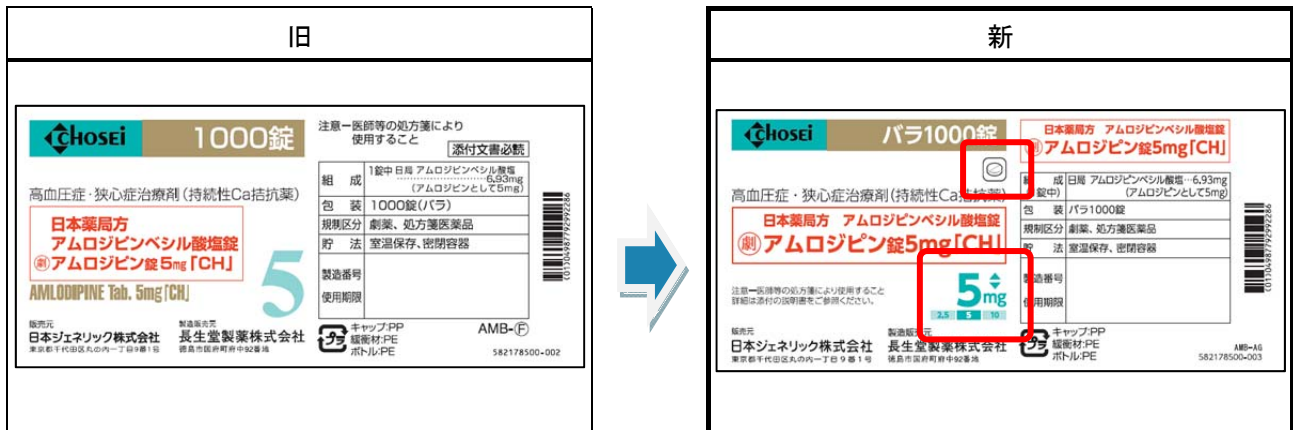 旧
CHOSEI
1000錠
注意ー医師等の処方箋により
使用すること
添付文書必読
高血圧症・狭心症治療剤(持続性Ca拮抗薬)
日本薬局方
アムロジピンベシル酸塩錠
劇 アムロジピン錠5mg「CH」
AMLODIPINE Tab. 5mg「CH」
5
組 成 1錠中 日局 アムロジピンベシル酸塩
6.93mg
(アムロジピンとして5mg)
包 装 1000錠(バラ)
規制区分 劇薬、処方箋医薬品
貯 法 室温保存、密閉容器
製造番号
使用期限
(01)04987792992286
販売元
日本ジェネリック株式会社
東京都千代田区丸の内一丁目9番1号
製造販売元
長生堂製薬株式会社
徳島市国府町府中92番地
プラ
キャップ:PP
緩衝材:PE
ボトル:PE
AMB-Ⓕ
582178500-002
新
CHOSEI
バラ1000錠
日本薬局方 アムロジピンベシル酸塩錠
劇 アムロジピン錠5mg「CH」
高血圧症・狭心症治療剤(持続性Ca拮抗薬)
日本薬局方 アムロジピンベシル酸塩錠
劇 アムロジピン錠5mg「CH」
注意ー医師等の処方箋により使用すること
詳細は添付の説明書をご参照ください。
5mg
2.5 5 10
成 日局 アムロジピンベシル酸塩…6.93mg
錠中) (アムロジピンとして5mg)
包 装 バラ1000錠
規制区分 劇薬、処方箋医薬品
貯 法 室温保存、密閉容器
製造番号
使用期限
(01)04987792992286
販売元
日本ジェネリック株式会社
東京都千代田区丸の内一丁目9番1号
製造販売元
長生堂製薬株式会社
徳島市国府町府中92番地
プラ
キャップ:PP
緩衝材:PE
ボトル:PE
AMB-AG
582178500-003